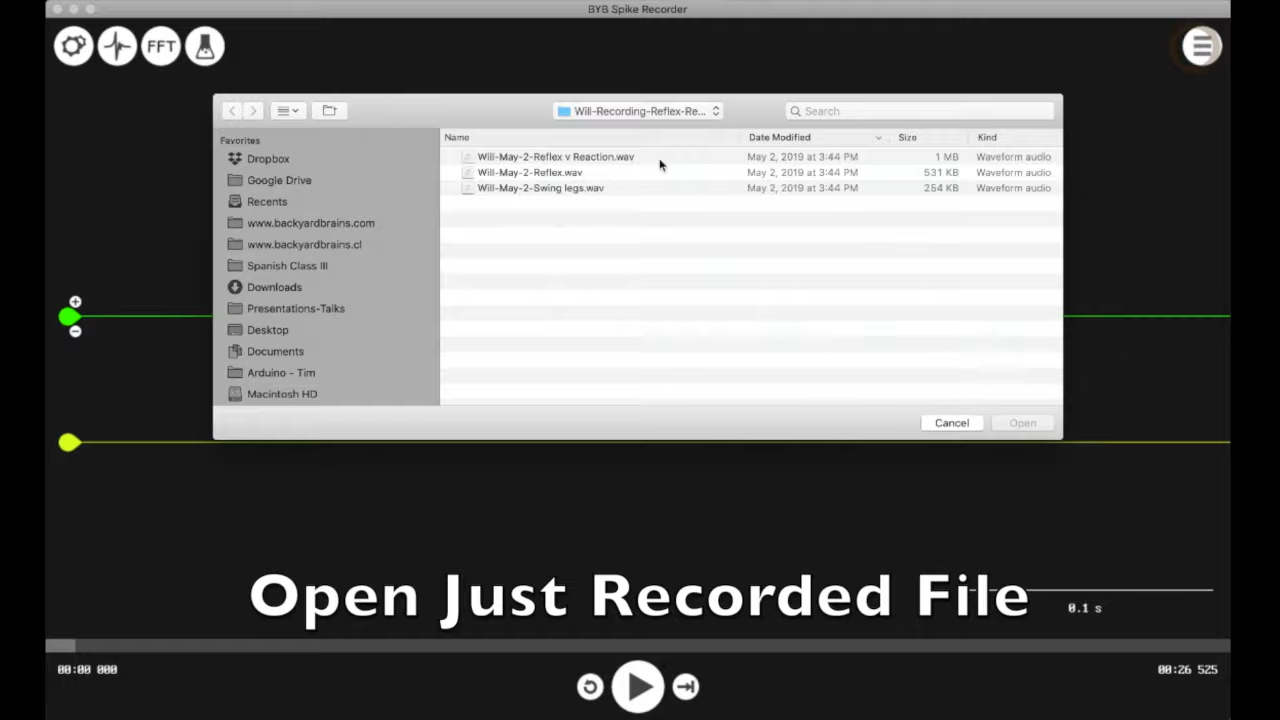 BYB Spike Recorder
FFT
Will-Recording-Reflex-Re...
Search
Favorites
Dropbox
Google Drive
Recents
www.backyardbrains.com
www.backyardbrains.cl
Spanish Class III
Downloads
Presentations-Talks
Desktop
Documents
Arduino - Tim
Macintosh HD
Name Date Modified Size Kind
Will-May-2-Reflex v Reaction.wav May 2, 2019 at 3:44 PM 1 MB Waveform audio
Will-May-2-Reflex.wav May 2, 2019 at 3:44 PM 531 KB Waveform audio
Will-May-2-Swing legs.wav May 2, 2019 at 3:44 PM 254 KB Waveform audio
Cancel Open
Open Just Recorded File
0.1 s
00:00 000 00:26 525